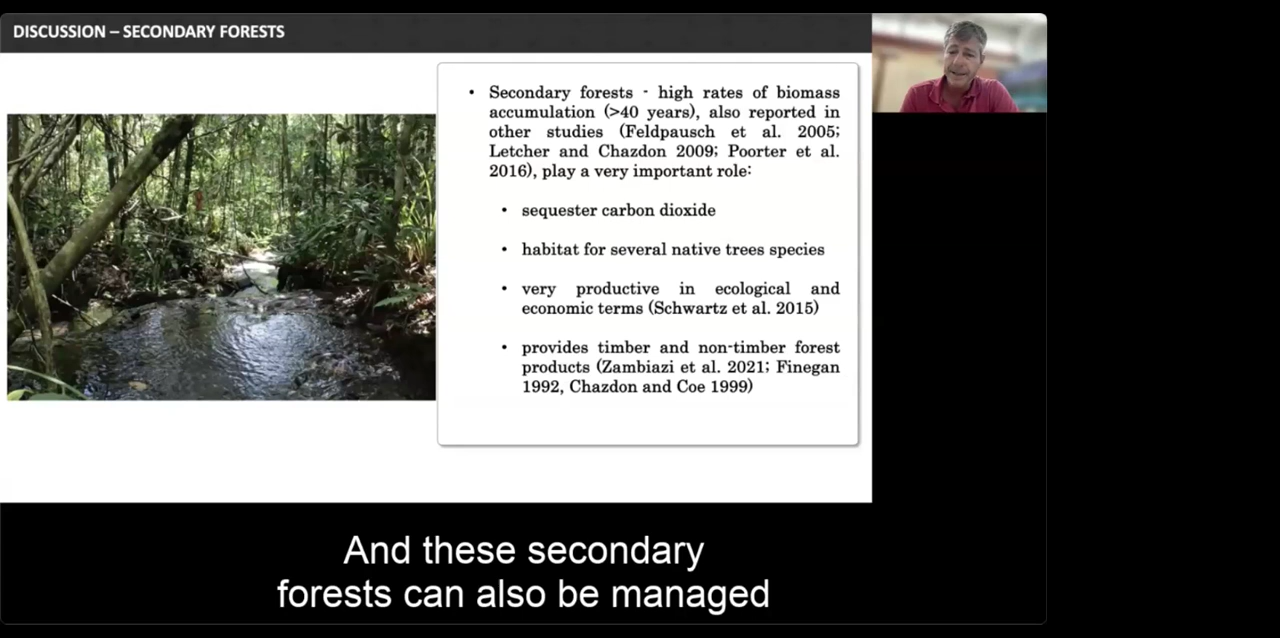 DISCUSSION – SECONDARY FORESTS
• Secondary forests - high rates of biomass
accumulation (>40 years), also reported in
other studies (Feldpausch et al. 2005;
Letcher and Chazdon 2009; Poorter et al.
2016), play a very important role:
• sequester carbon dioxide
• habitat for several native trees species
• very productive in ecological and
economic terms (Schwartz et al. 2015)
• provides timber and non-timber forest
products (Zambiazi et al. 2021; Finegan
1992, Chazdon and Coe 1999)
And these secondary
forests can also be managed